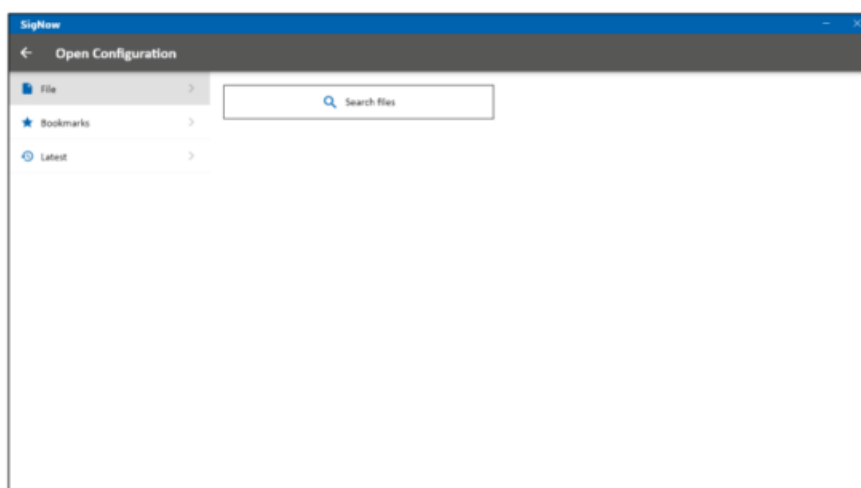 SigNow
Open Configuration
File
Search files
Bookmarks
Latest